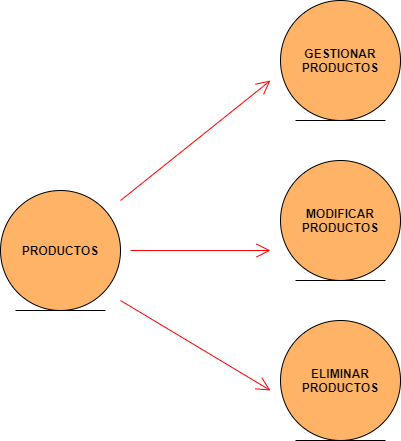 GESTIONAR
PRODUCTOS
MODIFICAR
PRODUCTOS
PRODUCTOS
ELIMINAR
PRODUCTOS